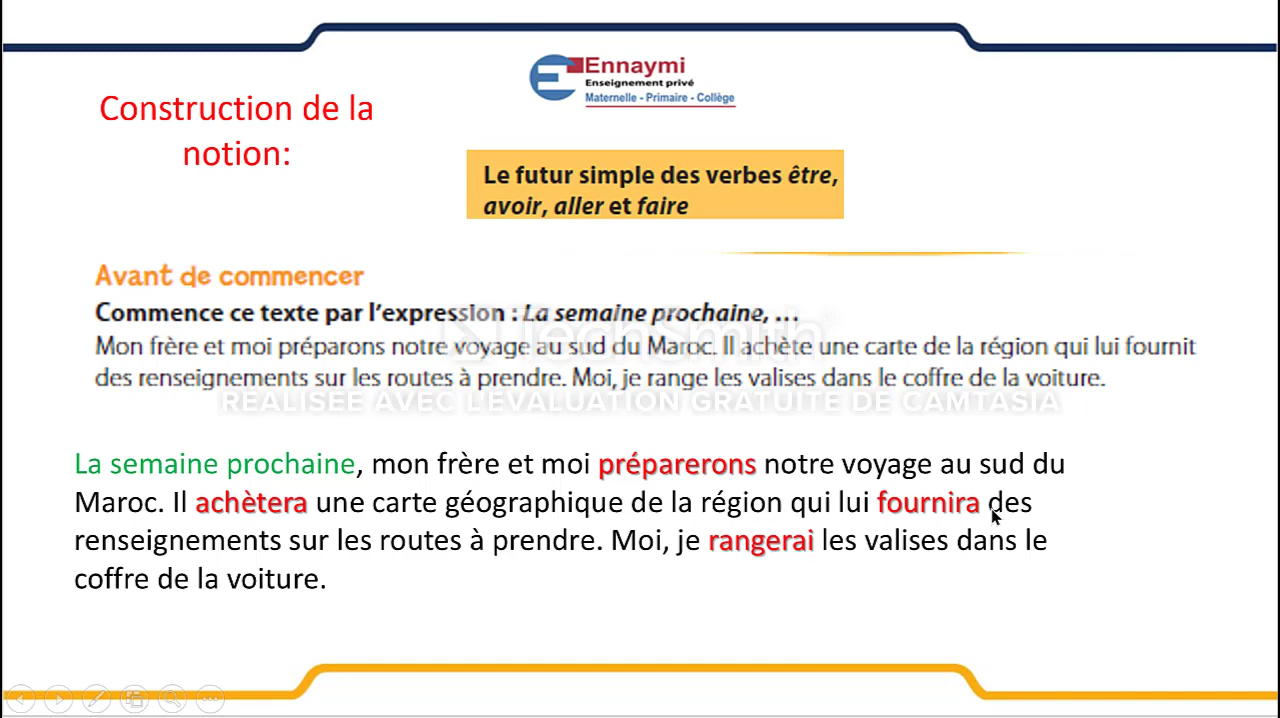 Ennaymi
Enseignement privé
Maternelle - Primaire - Collège
Construction de la
notion:
Le futur simple des verbes être,
avoir, aller et faire
Avant de commencer
Commence ce texte par l'expression : La semaine prochaine, ...
Mon frère et moi préparons notre voyage au sud du Maroc. Il achète une carte de la région qui lui fournit
des renseignements sur les routes à prendre. Moi, je range les valises dans le coffre de la voiture.
TechSmith
RÉALISÉE AVEC L'ÉVALUATION GRATUITE DE CAMTASIA
La semaine prochaine, mon frère et moi préparerons notre voyage au sud du
Maroc. Il achètera une carte géographique de la région qui lui fournira des
renseignements sur les routes à prendre. Moi, je rangerai les valises dans le
coffre de la voiture.